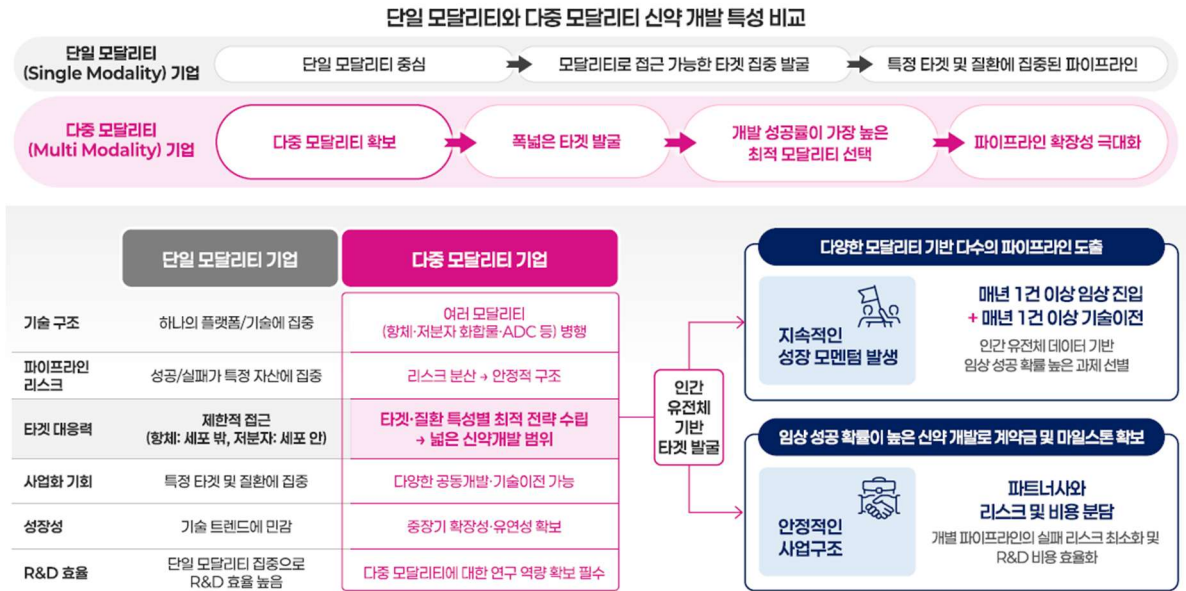 단일 모달리티와 다중 모달리티 신약 개발 특성 비교
단일 모달리티
(Single Modality) 기업
단일 모달리티 중심
모달리티로 접근 가능한 타겟 집중 발굴
특정 타겟 및 질환에 집중된 파이프라인
다중 모달리티
(Multi Modality) 기업
다중 모달리티 확보
폭넓은 타겟 발굴
개발 성공률이 가장 높은
최적 모달리티 선택
파이프라인 확장성 극대화
단일 모달리티 기업
다중 모달리티 기업
기술 구조
하나의 플랫폼/기술에 집중
여러 모달리티
(항체·저분자 화합물·ADC 등) 병행
파이프라인
리스크
성공/실패가 특정 자산에 집중
리스크 분산 → 안정적 구조
타겟 대응력
제한적 접근
(항체: 세포 밖, 저분자: 세포 안)
타겟·질환 특성별 최적 전략 수립
→ 넓은 신약개발 범위
사업화 기회
특정 타겟 및 질환에 집중
다양한 공동개발·기술이전 가능
성장성
기술 트렌드에 민감
중장기 확장성·유연성 확보
R&D 효율
단일 모달리티 집중으로
R&D 효율 높음
다중 모달리티에 대한 연구 역량 확보 필수
인간
유전체
기반
타겟 발굴
다양한 모달리티 기반 다수의 파이프라인 도출
지속적인
성장 모멘텀 발생
매년 1건 이상 임상 진입
+ 매년 1건 이상 기술이전
인간 유전체 데이터 기반
임상 성공 확률 높은 과제 선별
임상 성공 확률이 높은 신약 개발로 계약금 및 마일스톤 확보
안정적인
사업구조
파트너사와
리스크 및 비용 분담
개별 파이프라인의 실패 리스크 최소화 및
R&D 비용 효율화